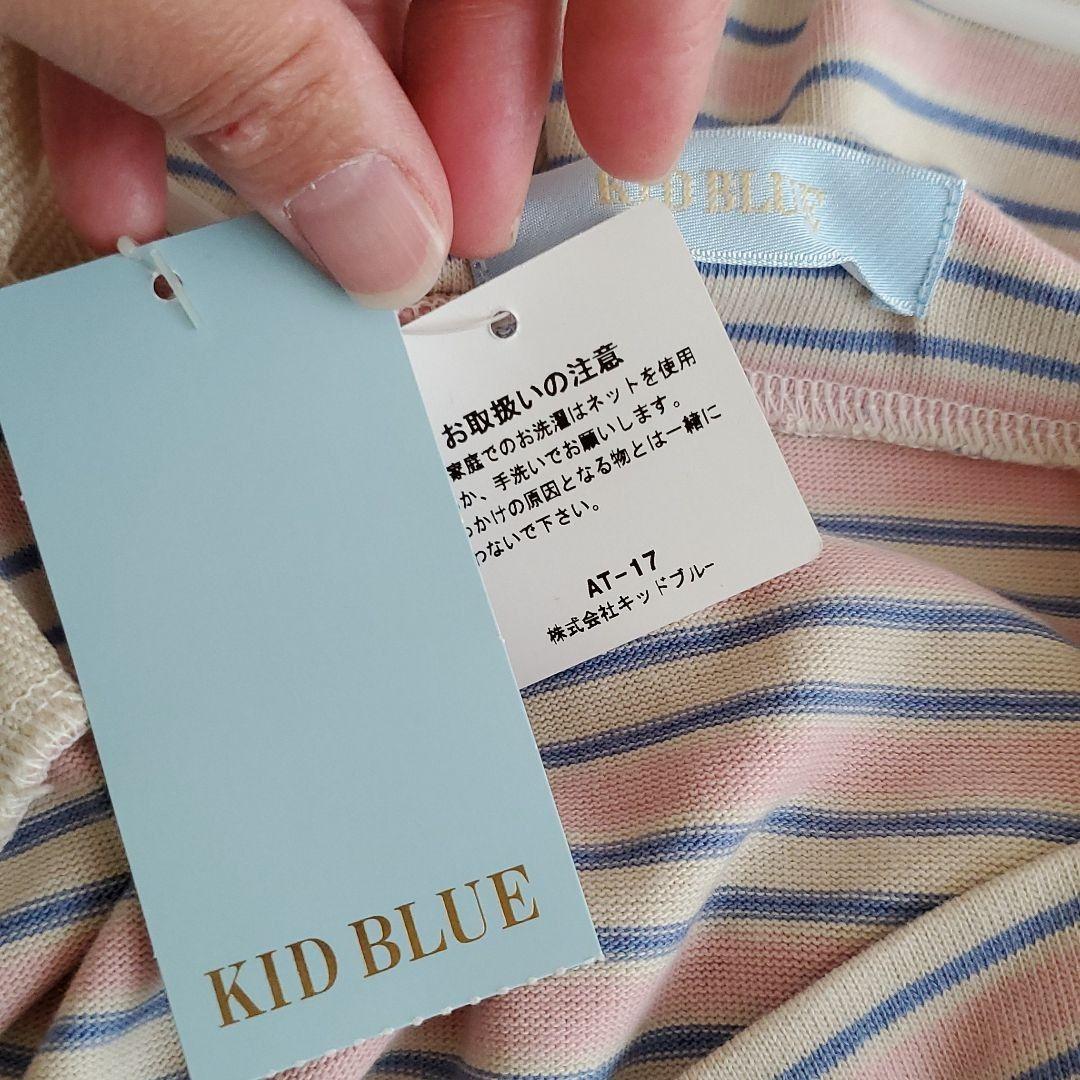 KID BLUE
お取扱いの注意
家庭でのお洗濯はネットを使用
か、手洗いでお願いします。
っかけの原因となる物とは一緒に
わないで下さい。
AT-17
株式会社キッドブルー
KID BLUE